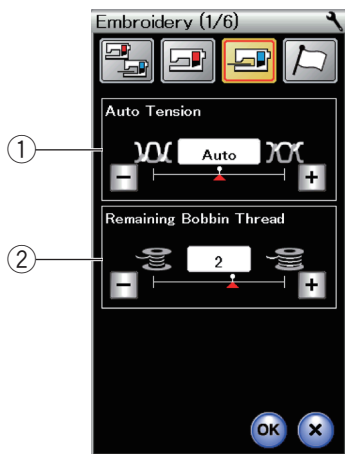 Embroidery (1/6)
Auto Tension
1
Auto
- +
Remaining Bobbin Thread
2
2
- +
OK x